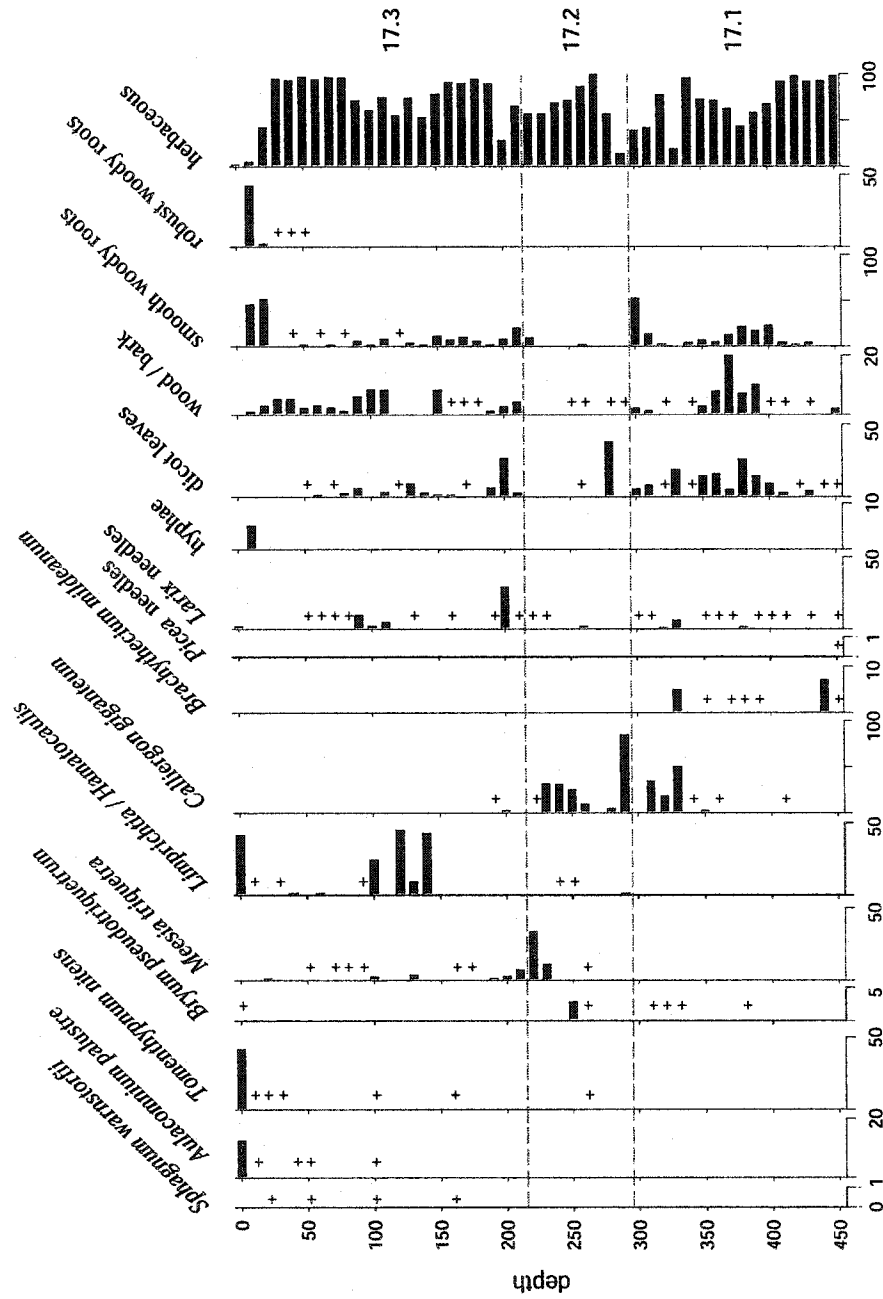 Sphagnum warnstorfii
Aulacomnium palustre
Tomenthypnum nitens
Bryum pseudotriquetrum
Meesia triquetra
Limprichtia / Hamatocaulis
Calliergon giganteum
Brachythecium mildeanum
Picea needles
Larix needles
hyphae
dicot leaves
wood / bark
smooth woody roots
robust woody roots
herbaceous
17.3
17.2
17.1
depth
0
50
100
150
200
250
300
350
400
450
0 1
20
50
5
50
50
100
10
1
50
10
50
20
100
50
100